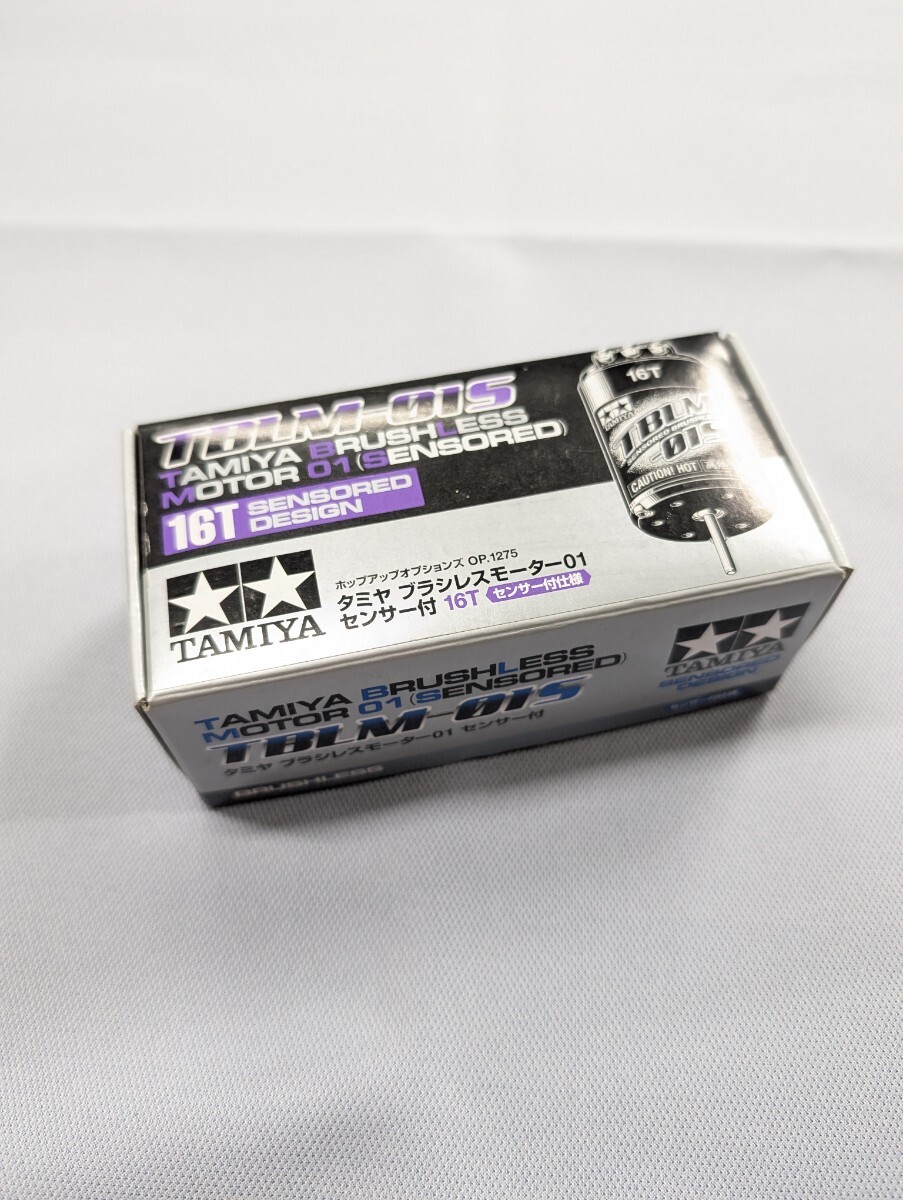 TBLM-01S
TAMIYA BRUSHLESS
MOTOR 01 (SENSORED)
16T SENSORED
DESIGN
TAMIYA
ホップアップオプションズ OP.1275
タミヤ ブラシレスモーター01
センサー付 16T センサー付仕様
16T
TAMIYA
TBLM
SENSORED
01S
CAUTION! HOT
TAMIYA BRUSHLESS
MOTOR 01 (SENSORED)
TBLM-01S
タミヤ ブラシレスモーター01 センサー付
BRUSHLESS
TAMIYA
SENSORED
DESIGN